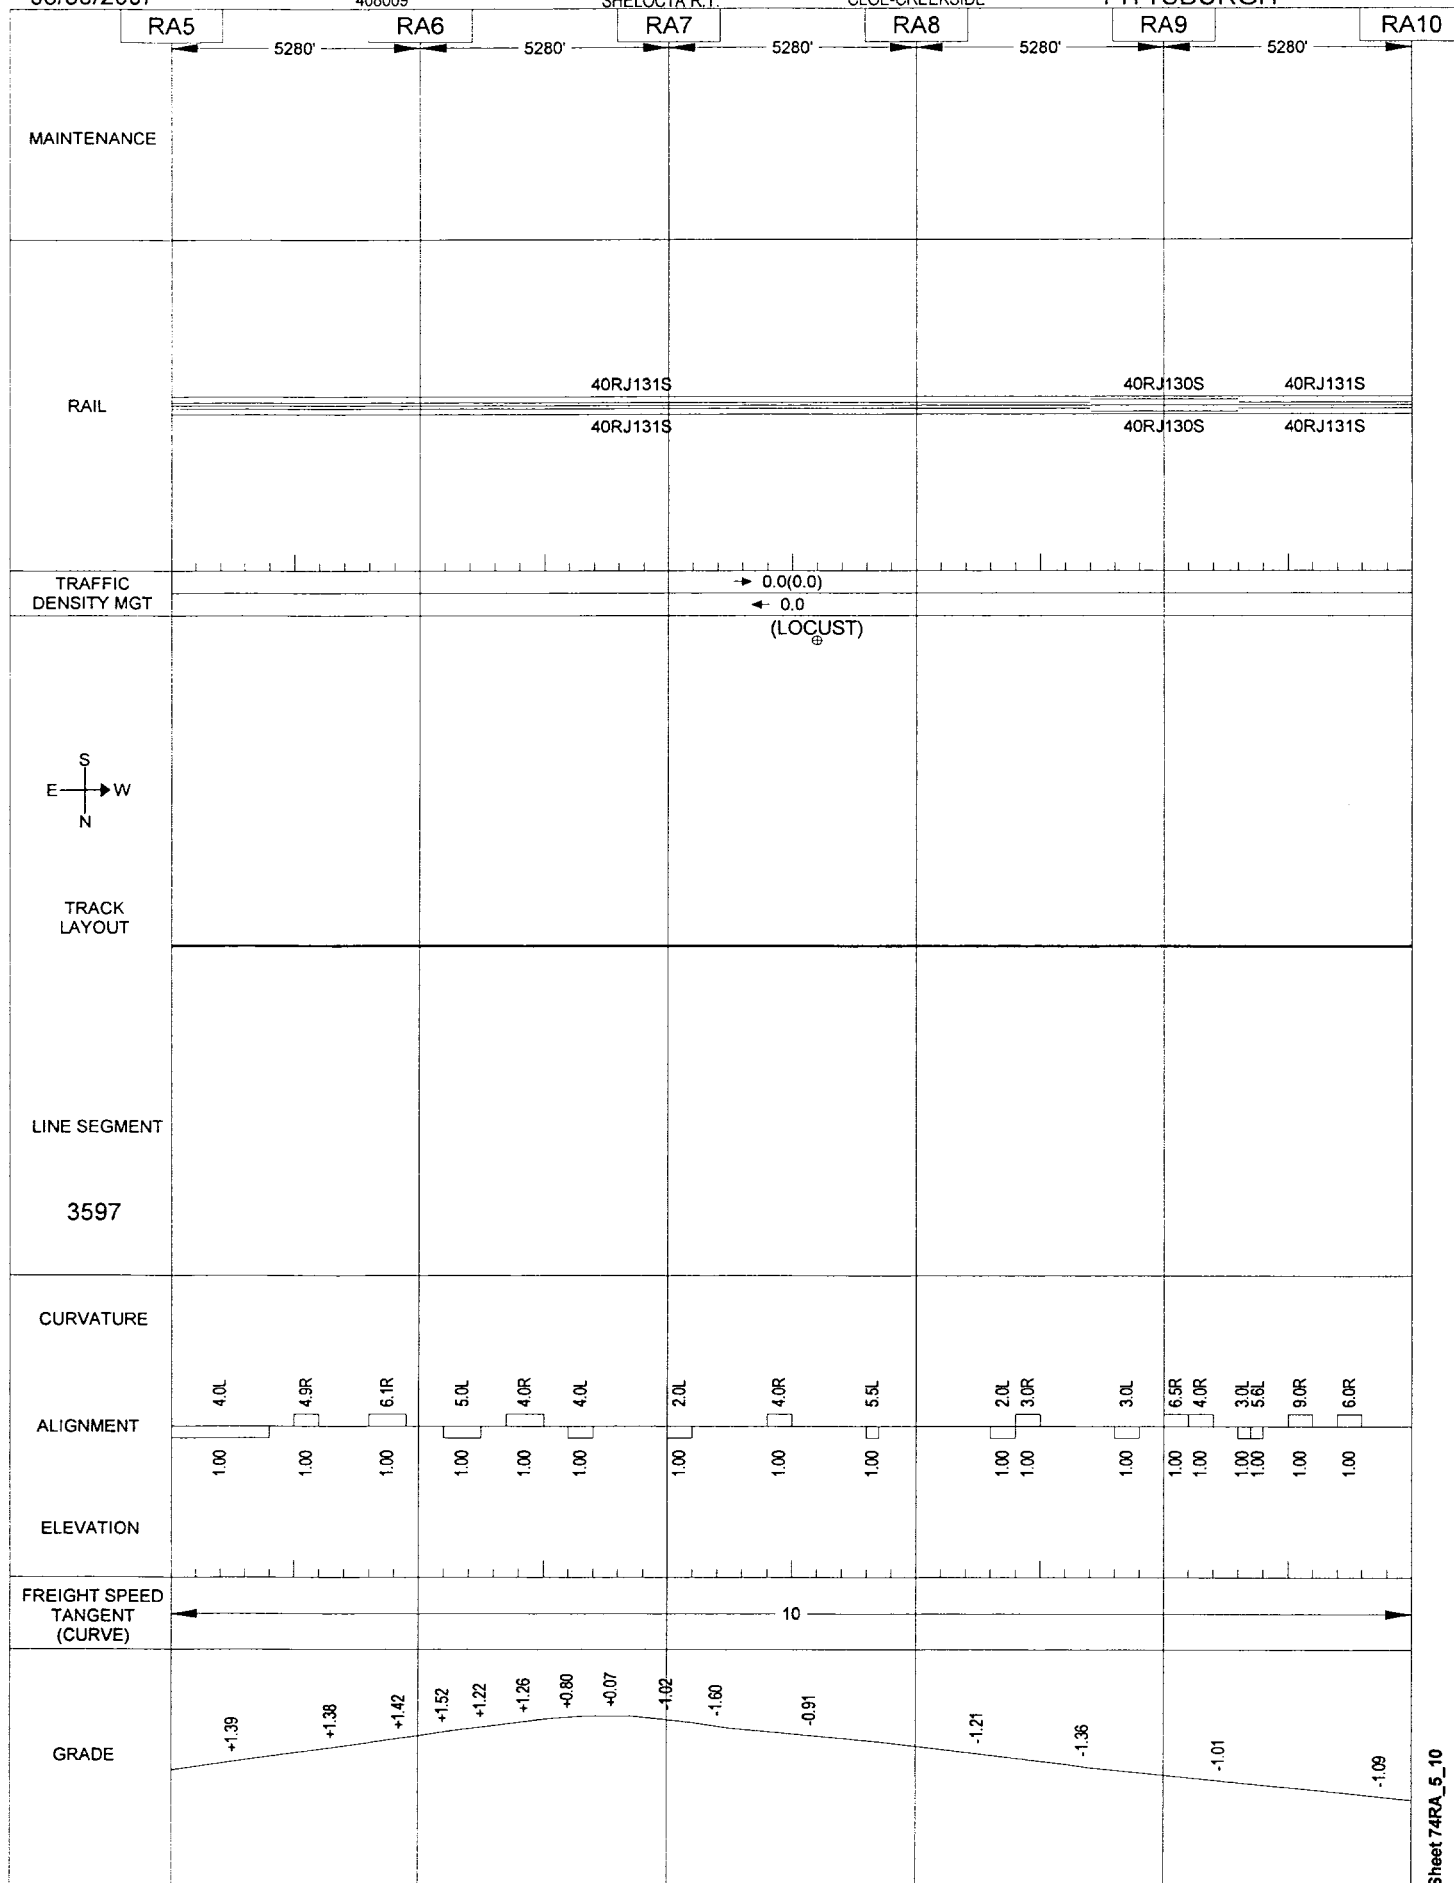 408009 SHELOCTA R.T. CLOE-CREEKSIDE PITTSBURGH
RA5 RA6 RA7 RA8 RA9 RA10
5280' 5280' 5280' 5280' 5280'
MAINTENANCE
40RJ131S 40RJ130S 40RJ131S
RAIL
40RJ131S 40RJ130S 40RJ131S
TRAFFIC
DENSITY MGT
→ 0.0(0.0)
← 0.0
(LOCUST)
S
E W
N
TRACK
LAYOUT
LINE SEGMENT
3597
CURVATURE
4.0L 4.9R 6.1R 5.0L 4.0R 4.0L 2.0L 4.0R 5.5L 2.0L 3.0R 3.0L 6.5R 4.0R 3.0L 5.6L 9.0R 6.0R
ALIGNMENT
1.00 1.00 1.00 1.00 1.00 1.00 1.00 1.00 1.00 1.00 1.00 1.00 1.00 1.00 1.00 1.00 1.00 1.00
ELEVATION
FREIGHT SPEED
TANGENT
(CURVE)
10
+1.39 +1.38 +1.42 +1.52 +1.22 +1.26 +0.80 +0.07 -1.02 -1.60 -0.91 -1.21 -1.36 -1.01 -1.09
GRADE
Sheet 74RA_5_10